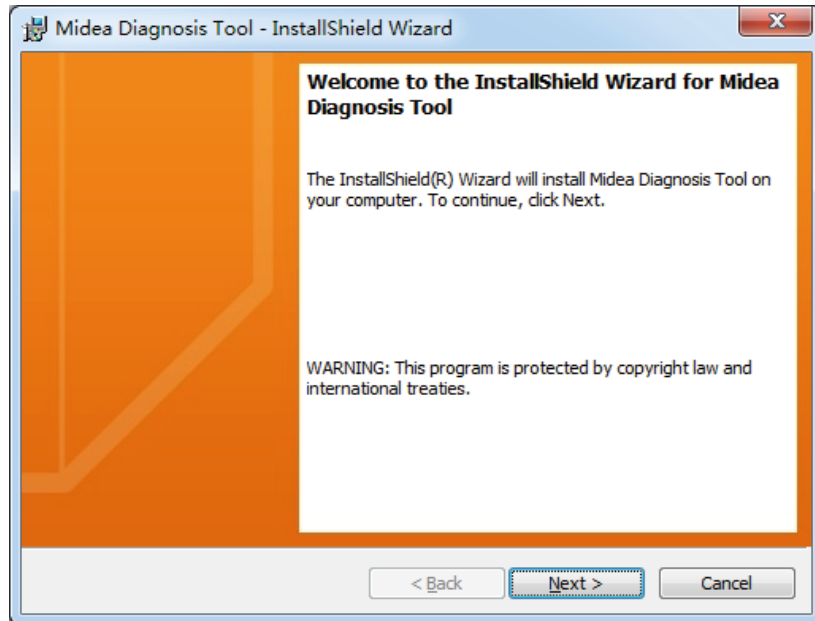 Midea Diagnosis Tool - InstallShield Wizard
Welcome to the InstallShield Wizard for Midea
Diagnosis Tool
The InstallShield(R) Wizard will install Midea Diagnosis Tool on
your computer. To continue, click Next.
WARNING: This program is protected by copyright law and
international treaties.
< Back
Next >
Cancel